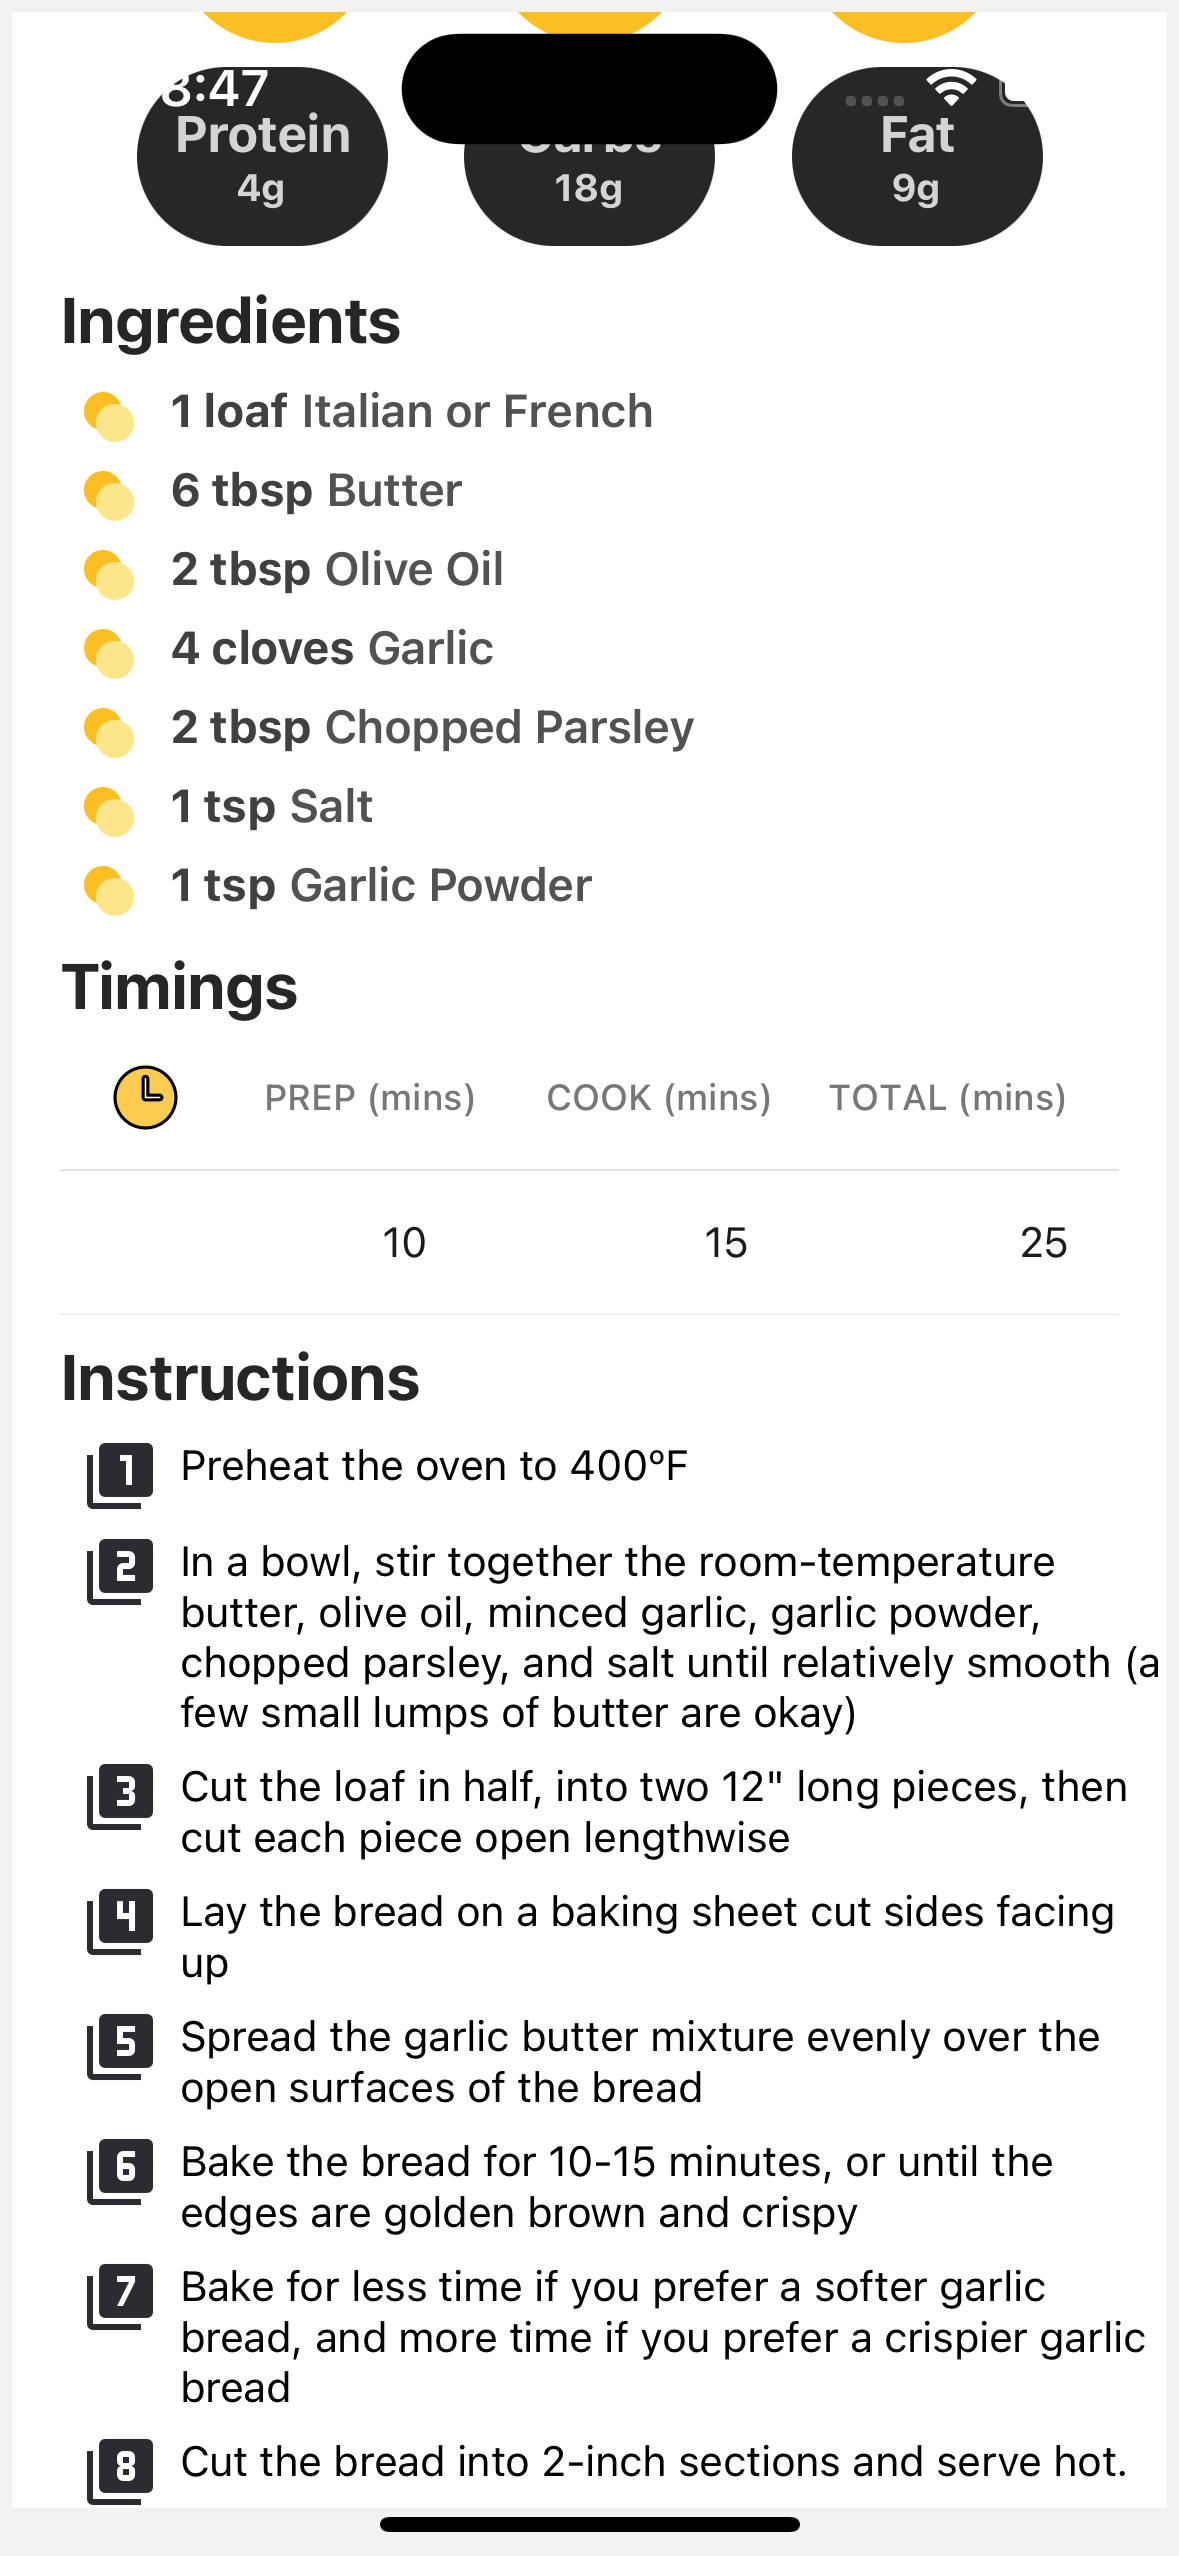 8:47
Protein
4g
Carbs
18g
Fat
9g
Ingredients
1 loaf Italian or French
6 tbsp Butter
2 tbsp Olive Oil
4 cloves Garlic
2 tbsp Chopped Parsley
1 tsp Salt
1 tsp Garlic Powder
Timings
PREP (mins) COOK (mins) TOTAL (mins)
10 15 25
Instructions
1 Preheat the oven to 400°F
2 In a bowl, stir together the room-temperature
butter, olive oil, minced garlic, garlic powder,
chopped parsley, and salt until relatively smooth (a
few small lumps of butter are okay)
3 Cut the loaf in half, into two 12" long pieces, then
cut each piece open lengthwise
4 Lay the bread on a baking sheet cut sides facing
up
5 Spread the garlic butter mixture evenly over the
open surfaces of the bread
6 Bake the bread for 10-15 minutes, or until the
edges are golden brown and crispy
7 Bake for less time if you prefer a softer garlic
bread, and more time if you prefer a crispier garlic
bread
8 Cut the bread into 2-inch sections and serve hot.